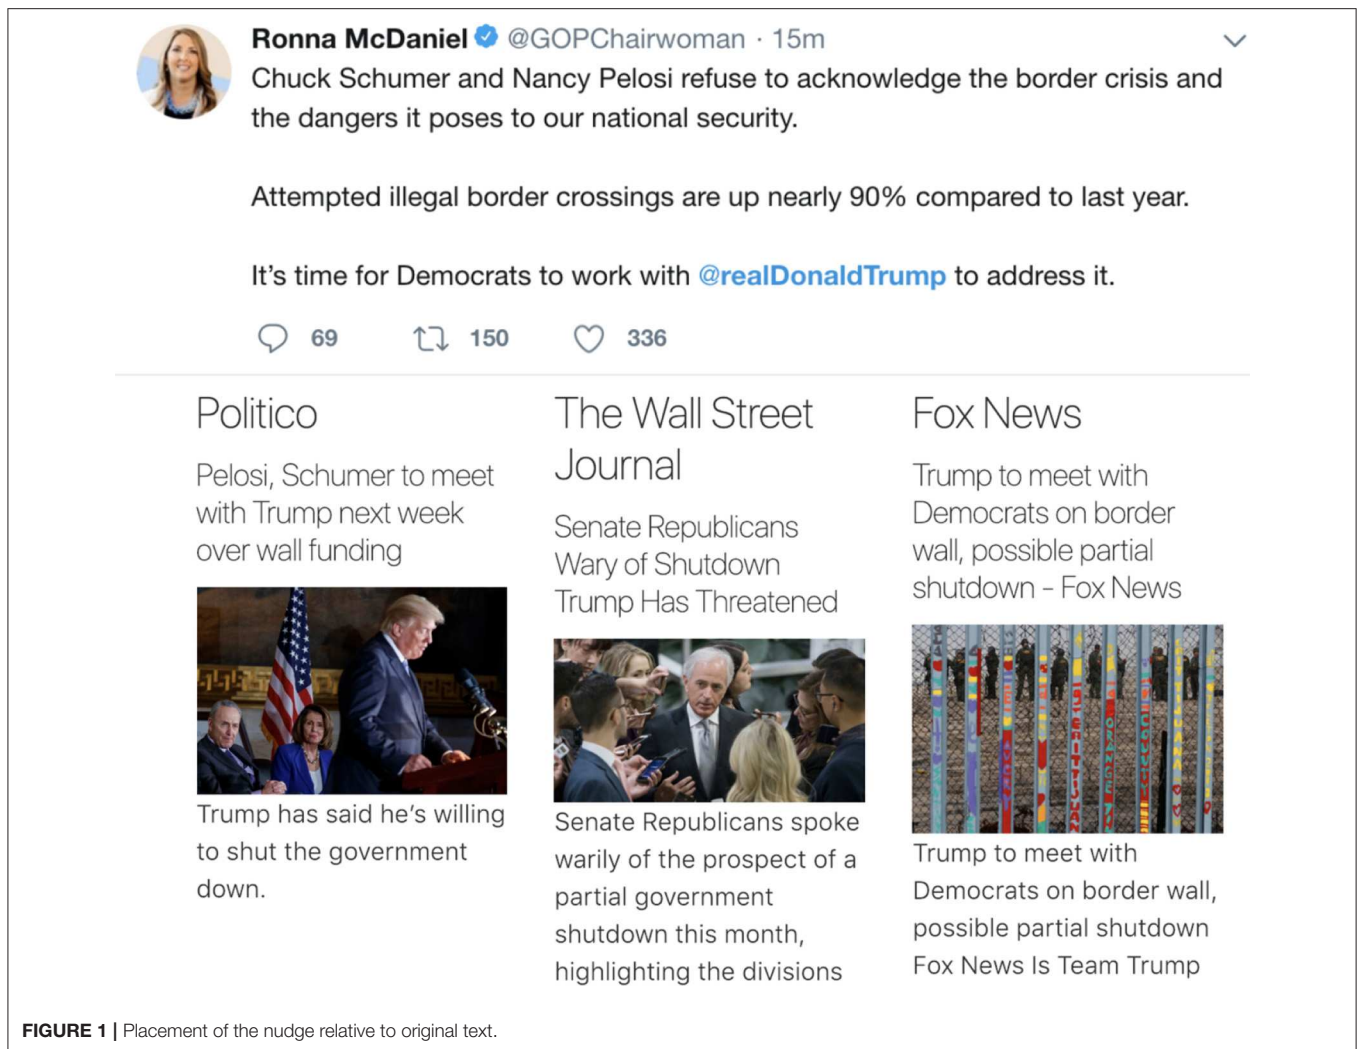 Ronna McDaniel @GOPChairwoman · 15m
Chuck Schumer and Nancy Pelosi refuse to acknowledge the border crisis and
the dangers it poses to our national security.
Attempted illegal border crossings are up nearly 90% compared to last year.
It's time for Democrats to work with @realDonaldTrump to address it.
69 150 336
Politico
Pelosi, Schumer to meet
with Trump next week
over wall funding
Trump has said he's willing
to shut the government
down.
The Wall Street
Journal
Senate Republicans
Wary of Shutdown
Trump Has Threatened
Senate Republicans spoke
warily of the prospect of a
partial government
shutdown this month,
highlighting the divisions
Fox News
Trump to meet with
Democrats on border
wall, possible partial
shutdown - Fox News
Trump to meet with
Democrats on border wall,
possible partial shutdown
Fox News Is Team Trump
FIGURE 1 | Placement of the nudge relative to original text.